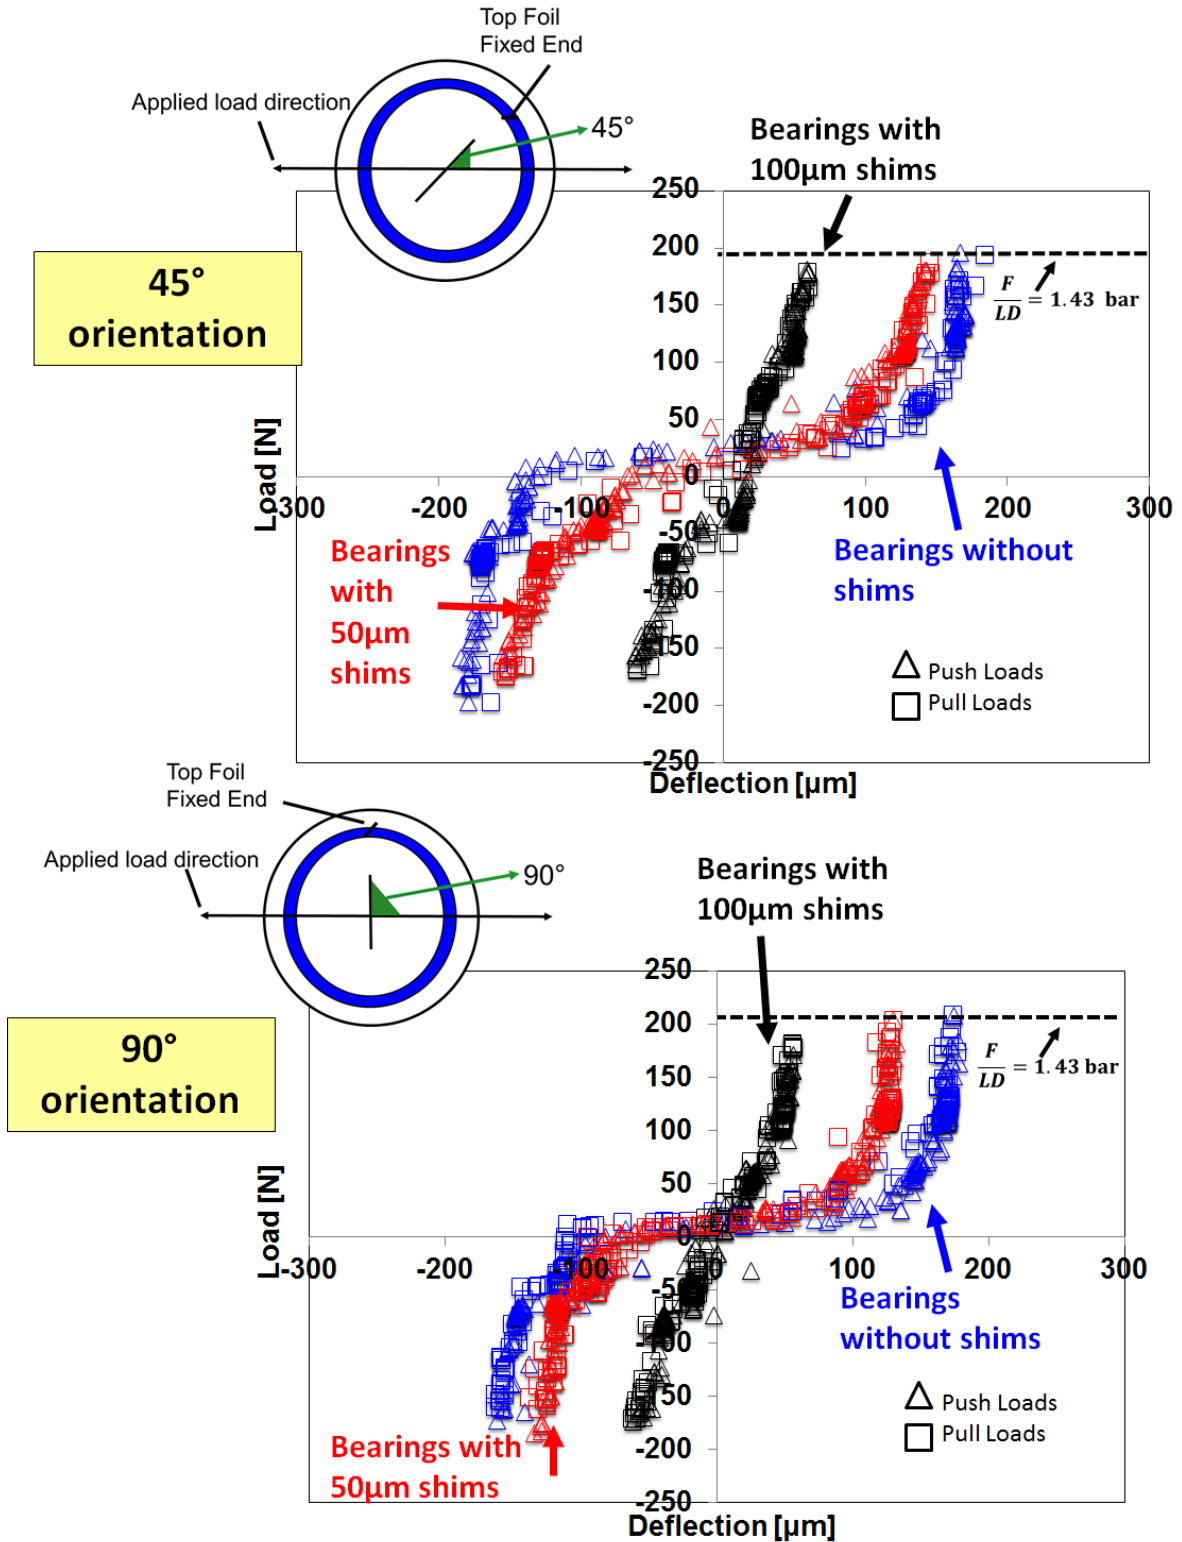 Top Foil
Fixed End
Applied load direction
45°
Bearings with
100µm shims
45°
orientation
250
200
150
100
50
0
-50
-100
-150
-200
-250
-300
-200
-100
0
100
200
300
Load [N]
Deflection [µm]
F/LD = 1.43 bar
Bearings
with
50µm
shims
Bearings without
shims
Push Loads
Pull Loads
Top Foil
Fixed End
Applied load direction
90°
Bearings with
100µm shims
90°
orientation
250
200
150
100
50
0
-50
-100
-150
-200
-250
-300
-200
-100
0
100
200
300
Load [N]
Deflection [µm]
F/LD = 1.43 bar
Bearings
without shims
Bearings with
50µm shims
Push Loads
Pull Loads